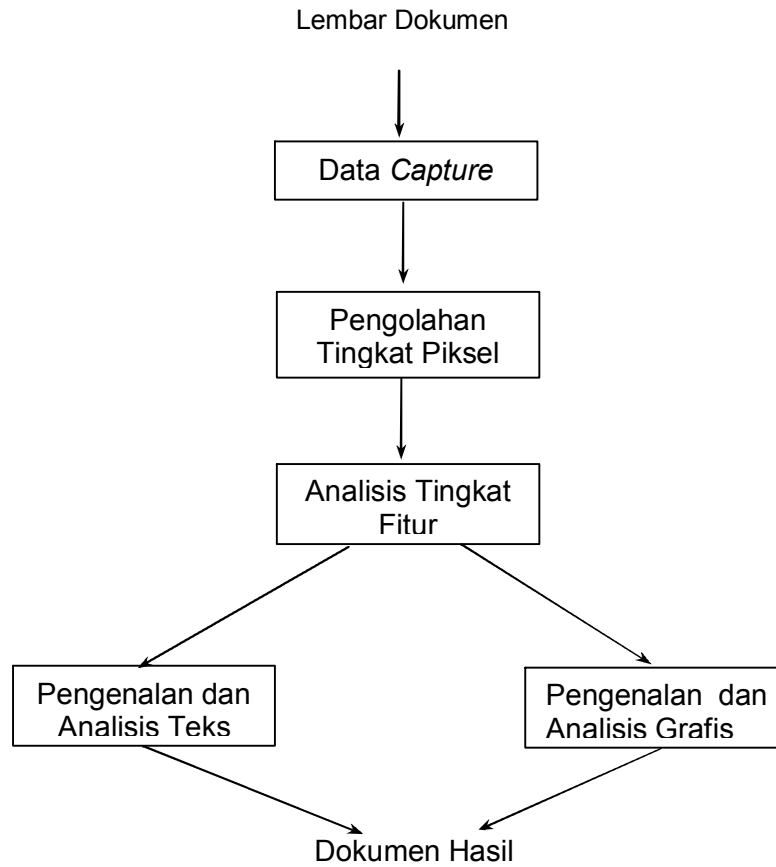 Lembar Dokumen
Data Capture
Pengolahan
Tingkat Piksel
Analisis Tingkat
Fitur
Pengenalan dan
Analisis Teks
Pengenalan dan
Analisis Grafis
Dokumen Hasil